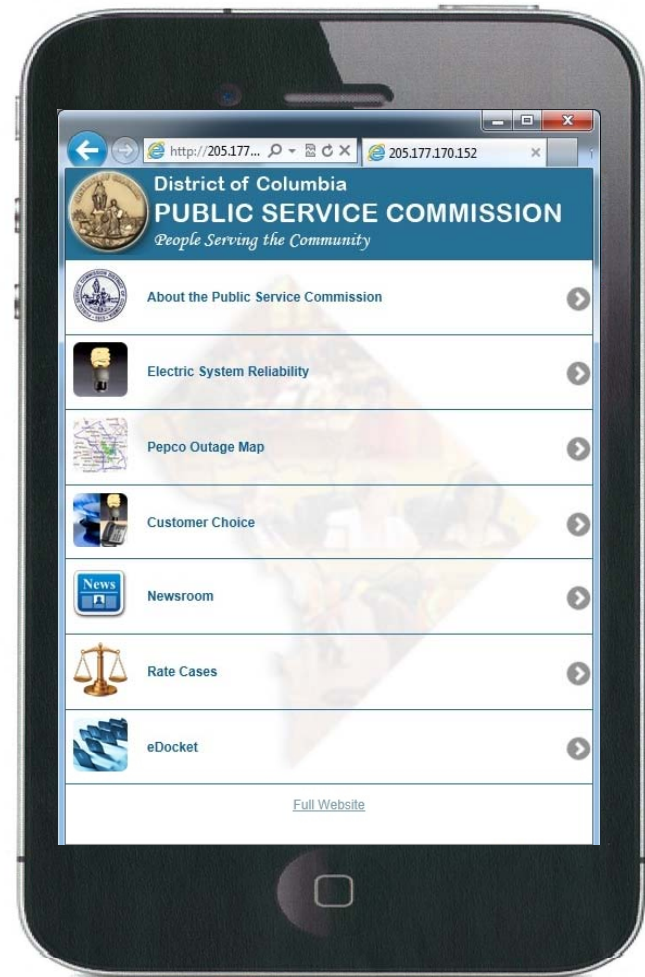 http://205.177... 205.177.170.152
District of Columbia
PUBLIC SERVICE COMMISSION
People Serving the Community
About the Public Service Commission
Electric System Reliability
Pepco Outage Map
Customer Choice
News
Newsroom
Rate Cases
eDocket
Full Website